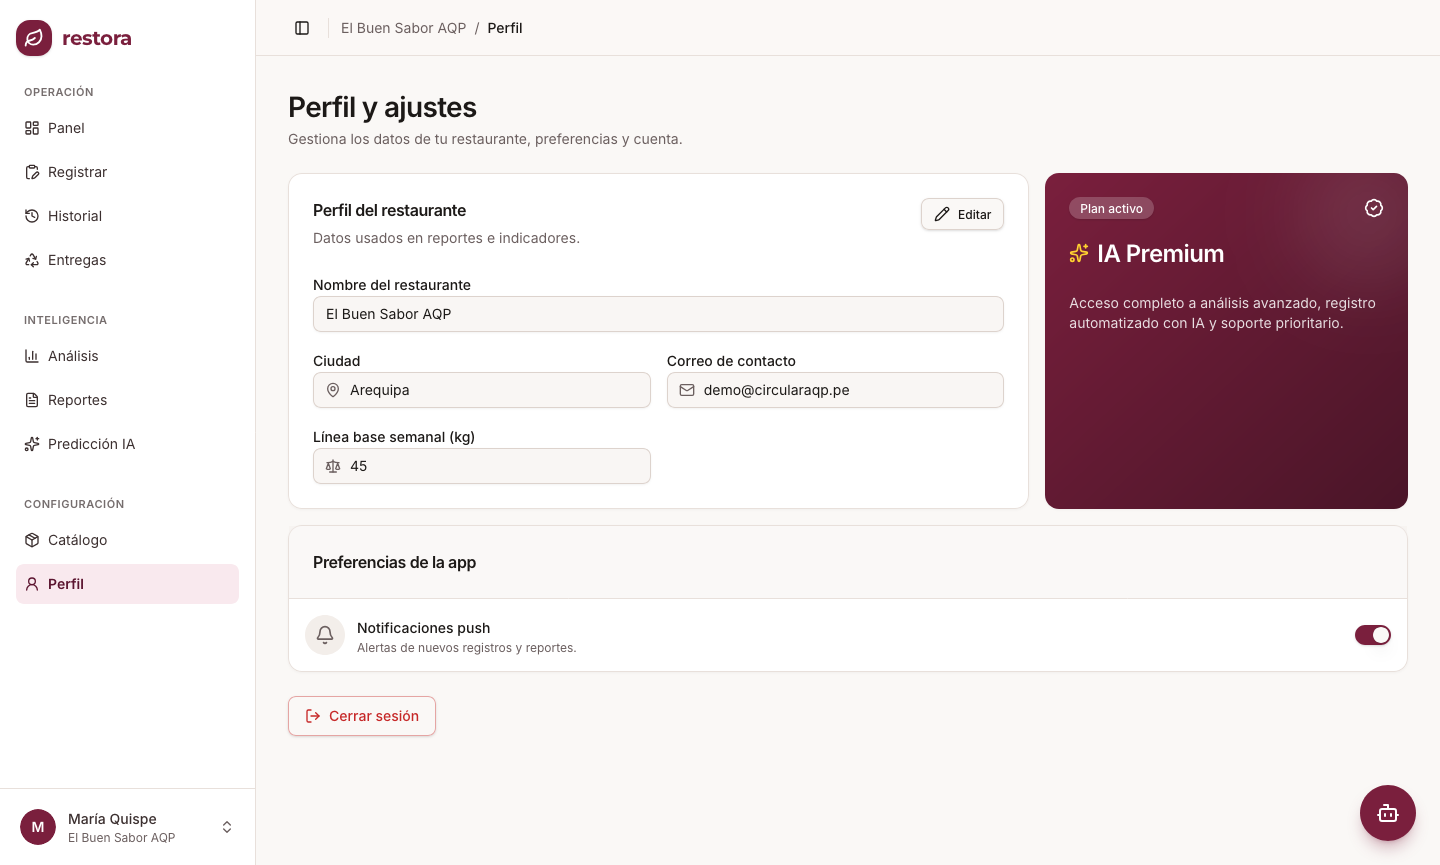 restora
OPERACIÓN
Panel
Registrar
Historial
Entregas
INTELIGENCIA
Análisis
Reportes
Predicción IA
CONFIGURACIÓN
Catálogo
Perfil
M
María Quispe
El Buen Sabor AQP
El Buen Sabor AQP / Perfil
Perfil y ajustes
Gestiona los datos de tu restaurante, preferencias y cuenta.
Perfil del restaurante
Datos usados en reportes e indicadores.
Editar
Nombre del restaurante
El Buen Sabor AQP
Ciudad
Arequipa
Correo de contacto
demo@circularaqp.pe
Línea base semanal (kg)
45
Plan activo
IA Premium
Acceso completo a análisis avanzado, registro
automatizado con IA y soporte prioritario.
Preferencias de la app
Notificaciones push
Alertas de nuevos registros y reportes.
Cerrar sesión